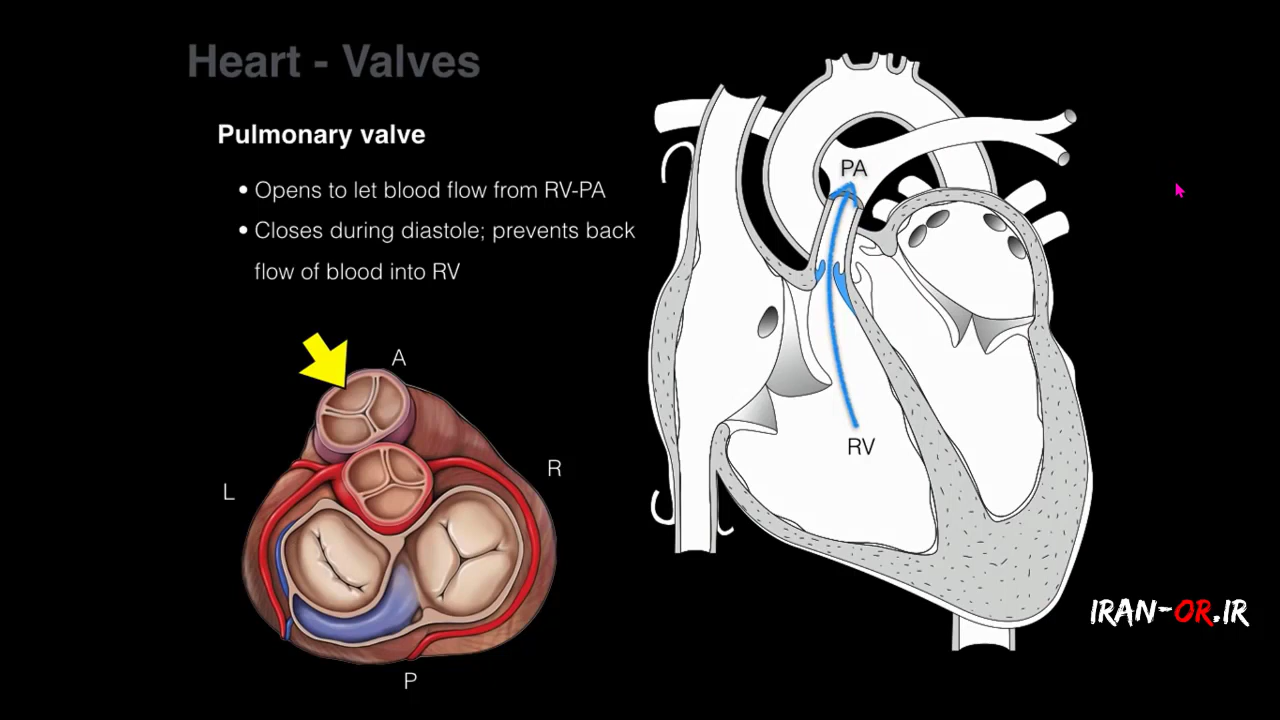 Heart - Valves
Pulmonary valve
• Opens to let blood flow from RV-PA
• Closes during diastole; prevents back
flow of blood into RV
PA
RV
A
R
L
P
IRAN-OR.IR